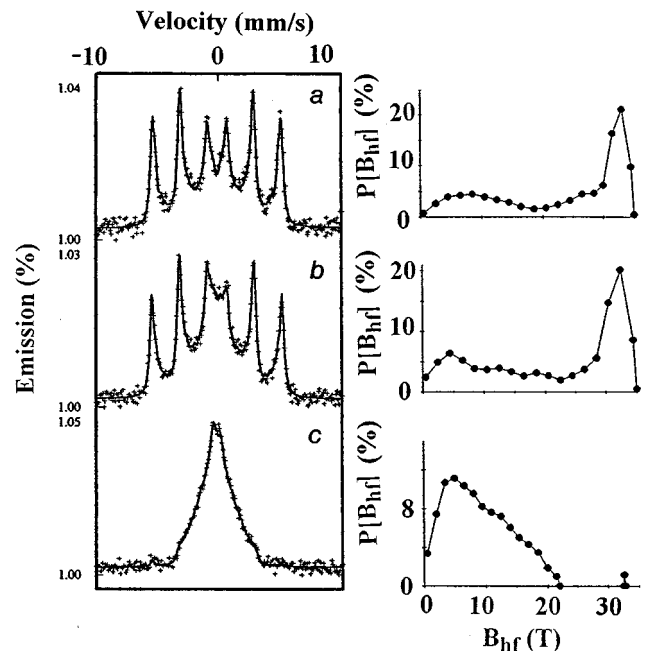 Velocity (mm/s)
-10 0 10
a
1.04
1.00
b
1.03
1.00
c
1.05
1.00
Emission (%)
P[Bhf] (%)
20
10
0
P[Bhf] (%)
20
10
0
P[Bhf] (%)
8
0
0 10 20 30
Bhf (T)